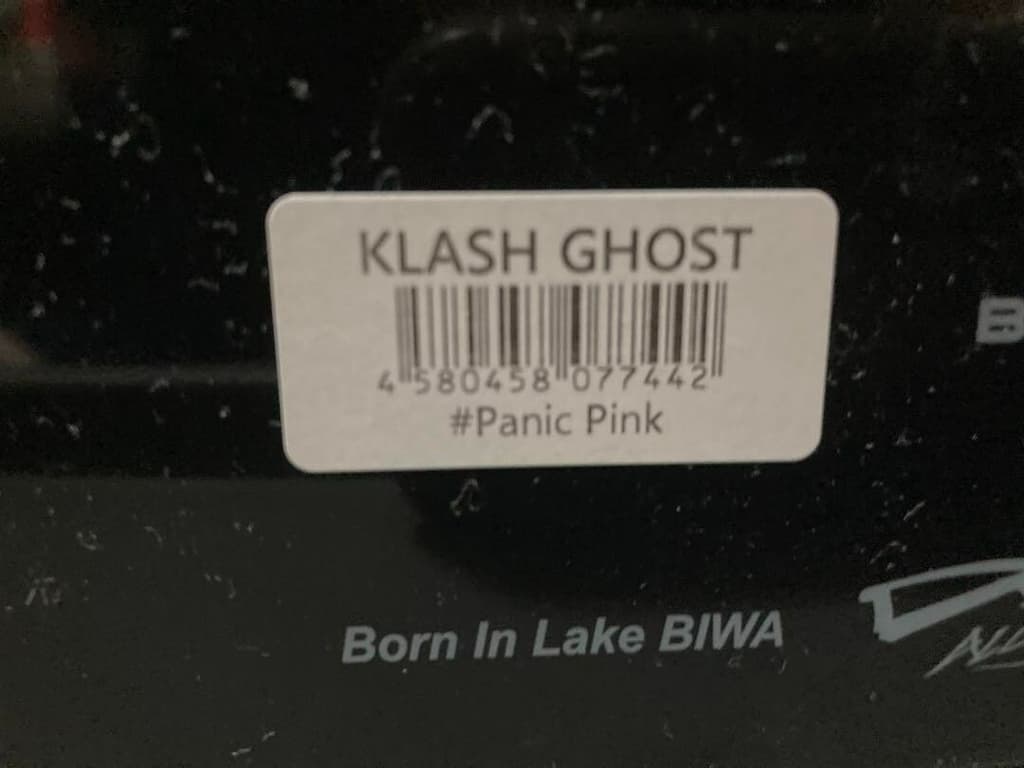 KLASH GHOST
4 580458 077442
#Panic Pink
B
Born In Lake BIWA